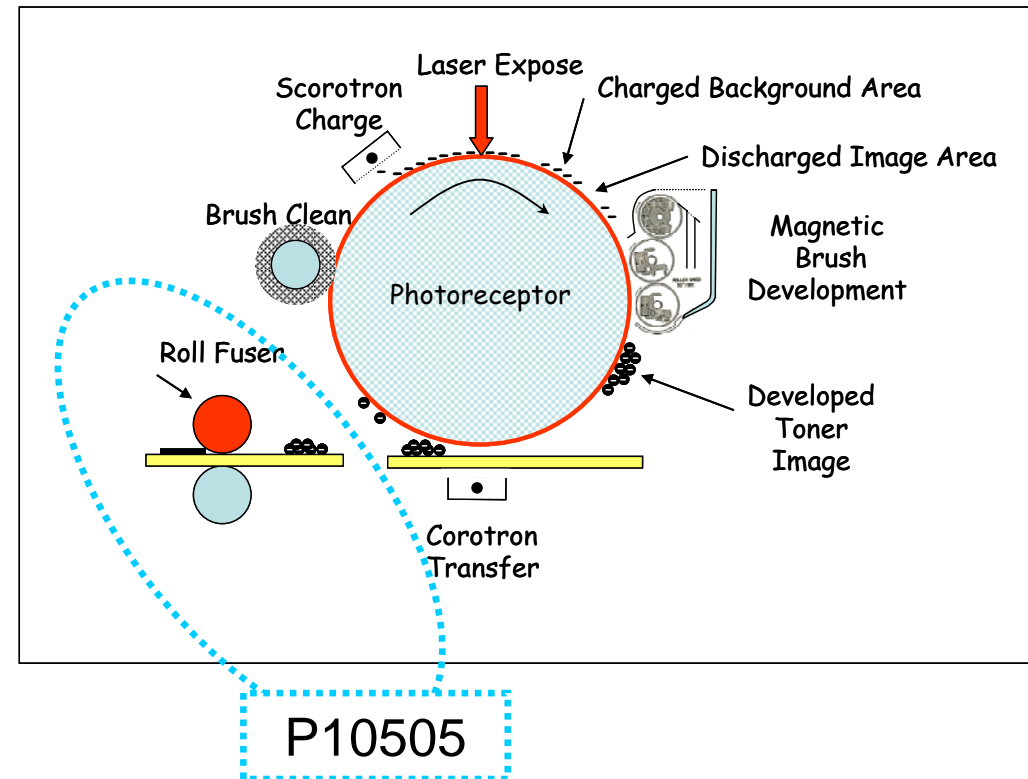 Laser Expose
Scorotron
Charge
Charged Background Area
Discharged Image Area
Brush Clean
Magnetic
Brush
Development
Photoreceptor
Roll Fuser
Developed
Toner
Image
Corotron
Transfer
P10505